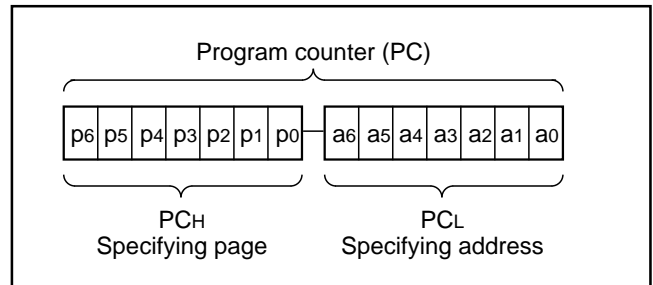 Program counter (PC)
p6 p5 p4 p3 p2 p1 p0 a6 a5 a4 a3 a2 a1 a0
PCH PCL
Specifying page Specifying address